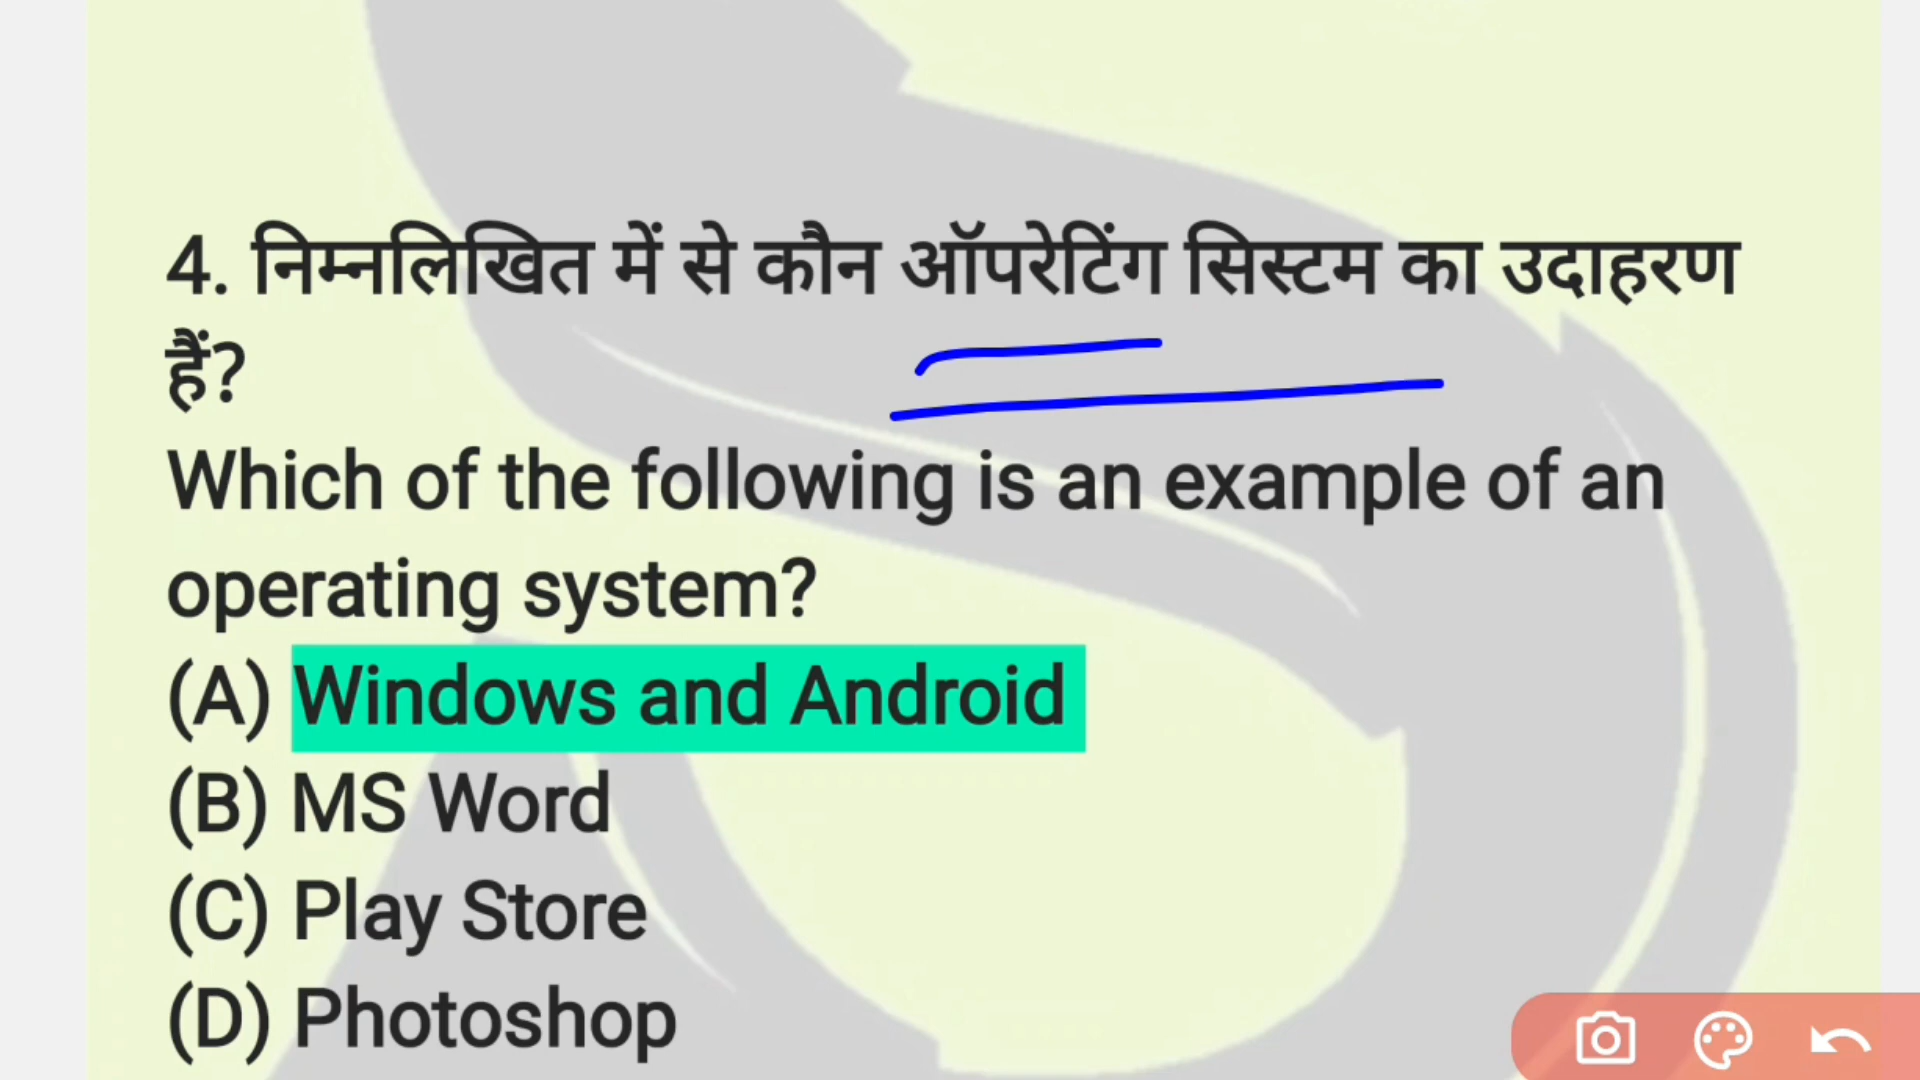 4. निम्नलिखित में से कौन ऑपरेटिंग सिस्टम का उदाहरण
हैं?
Which of the following is an example of an
operating system?
(A) Windows and Android
(B) MS Word
(C) Play Store
(D) Photoshop